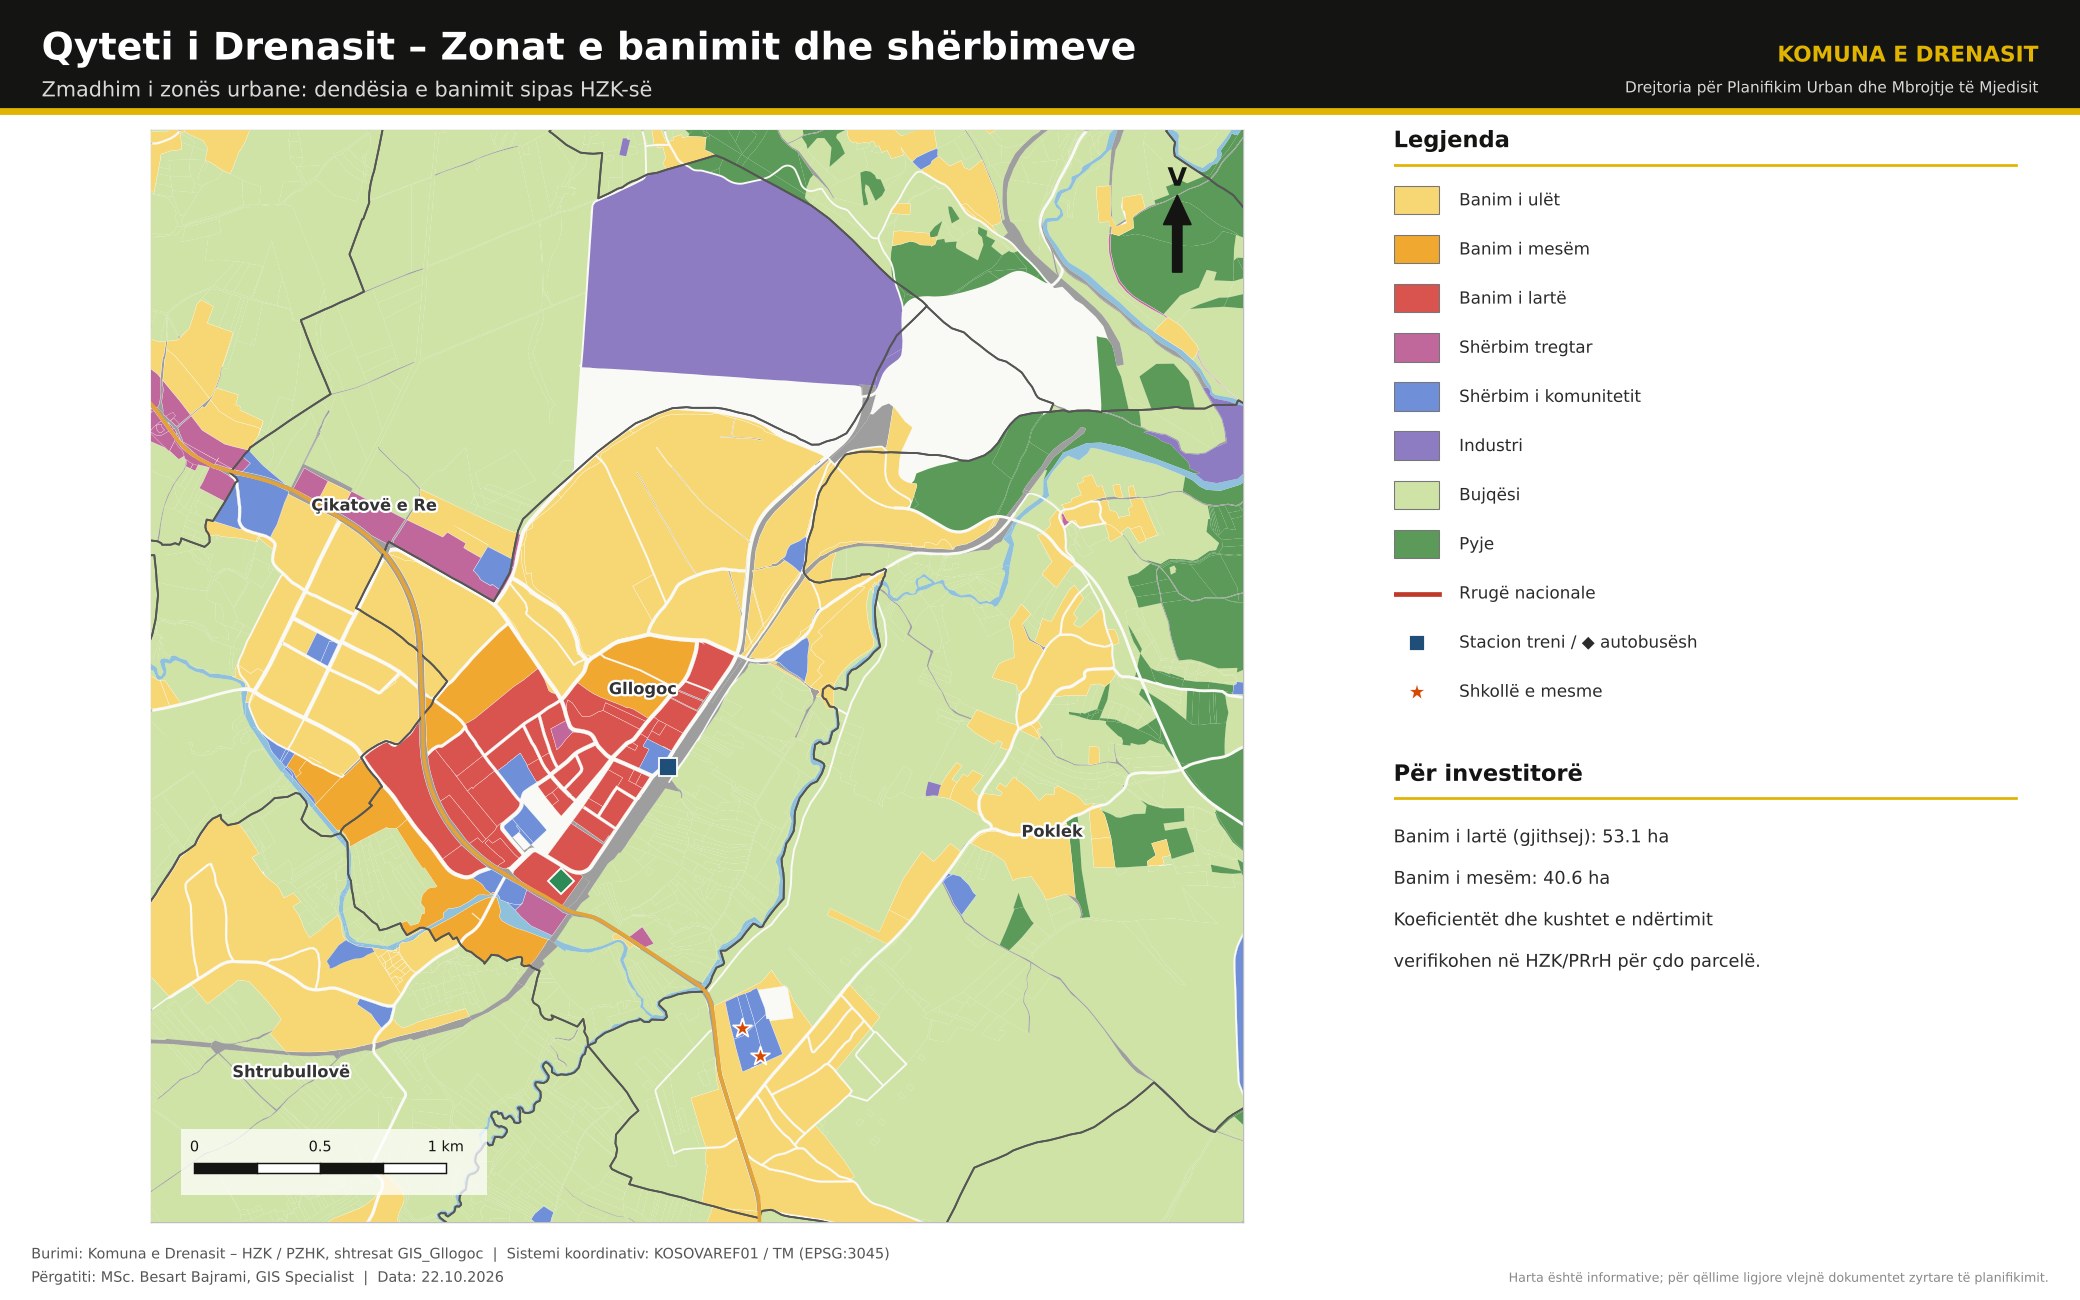 Qyteti i Drenasit – Zonat e banimit dhe shërbimeve
Zmadhim i zonës urbane: dendësia e banimit sipas HZK-së
KOMUNA E DRENASIT
Drejtoria për Planifikim Urban dhe Mbrojtje të Mjedisit
V
Çikatovë e Re
Gllogoc
Poklek
Shtrubullovë
0 0.5 1 km
Legjenda
Banim i ulët
Banim i mesëm
Banim i lartë
Shërbim tregtar
Shërbim i komunitetit
Industri
Bujqësi
Pyje
Rrugë nacionale
Stacion treni / ◆ autobusësh
Shkollë e mesme
Për investitorë
Banim i lartë (gjithsej): 53.1 ha
Banim i mesëm: 40.6 ha
Koeficientët dhe kushtet e ndërtimit
verifikohen në HZK/PRrH për çdo parcelë.
Burimi: Komuna e Drenasit – HZK / PZHK, shtresat GIS_Gllogoc | Sistemi koordinativ: KOSOVAREF01 / TM (EPSG:3045)
Përgatiti: MSc. Besart Bajrami, GIS Specialist | Data: 22.10.2026
Harta është informative; për qëllime ligjore vlejnë dokumentet zyrtare të planifikimit.